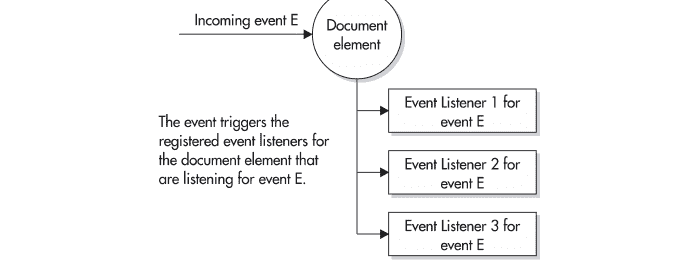 Incoming event E
Document
element
Event Listener 1 for
event E
The event triggers the
registered event listeners for
the document element that
are listening for event E.
Event Listener 2 for
event E
Event Listener 3 for
event E